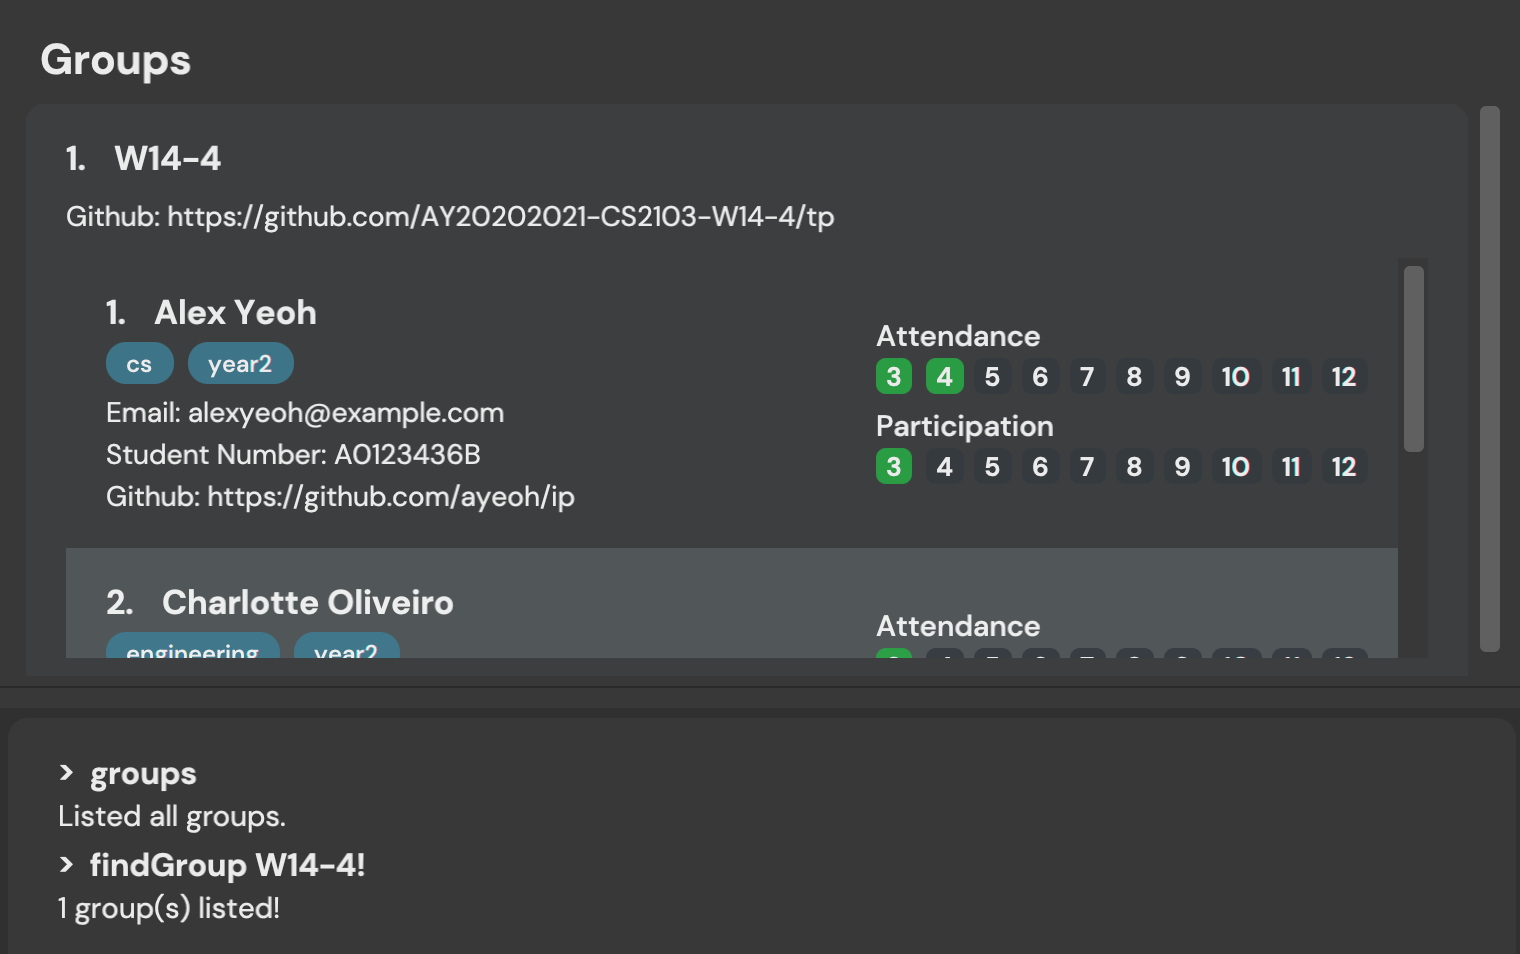 Groups
1. W14-4
Github: https://github.com/AY20202021-CS2103-W14-4/tp
1. Alex Yeoh
cs year2
Email: alexyeoh@example.com
Student Number: A0123436B
Github: https://github.com/ayeoh/ip
Attendance
3 4 5 6 7 8 9 10 11 12
Participation
3 4 5 6 7 8 9 10 11 12
2. Charlotte Oliveiro
engineering year2
Attendance
> groups
Listed all groups.
> findGroup W14-4!
1 group(s) listed!